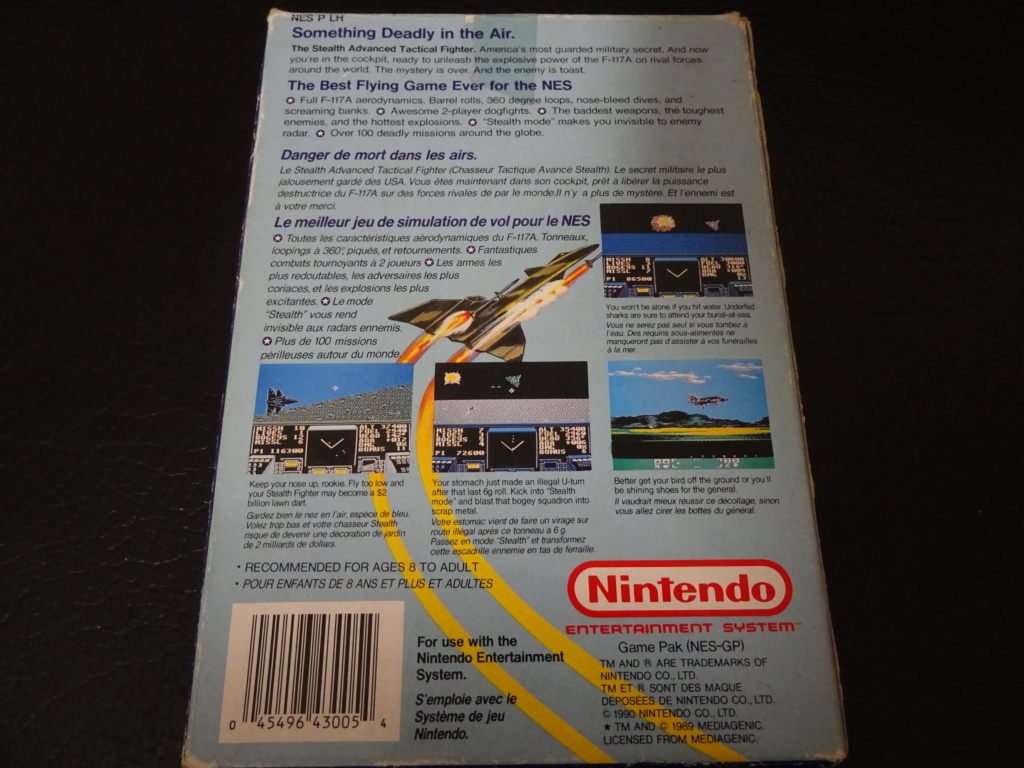 NES P LH
Something Deadly in the Air.
The Stealth Advanced Tactical Fighter. America's most guarded military secret. And now
you're in the cockpit, ready to unleash the explosive power of the F-117A on rival forces
around the world. The mystery is over. And the enemy is toast.
The Best Flying Game Ever for the NES
✪ Full F-117A aerodynamics. Barrel rolls, 360 degree loops, nose-bleed dives, and
screaming banks. ✪ Awesome 2-player dogfights. ✪ The baddest weapons, the toughest
enemies, and the hottest explosions. ✪ "Stealth mode" makes you invisible to enemy
radar. ✪ Over 100 deadly missions around the globe.
Danger de mort dans les airs.
Le Stealth Advanced Tactical Fighter (Chasseur Tactique Avancé Stealth). Le secret militaire le plus
jalousement gardé des USA. Vous êtes maintenant dans son cockpit, prêt à libérer la puissance
destructrice du F-117A sur des forces rivales de par le monde.Il n'y a plus de mystère. Et l'ennemi est
à votre merci.
Le meilleur jeu de simulation de vol pour le NES
✪ Toutes les caractéristiques aérodynamiques du F-117A. Tonneaux,
loopings à 360°, piqués, et retournements. ✪ Fantastiques
combats tournoyants à 2 joueurs ✪ Les armes les
plus redoutables, les adversaires les plus
coriaces, et les explosions les plus
excitantes. ✪ Le mode
"Stealth" vous rend
invisible aux radars ennemis.
✪ Plus de 100 missions
périlleuses autour du monde
P1 86500
You won't be alone if you hit water. Underfed
sharks are sure to attend your burial-at-sea.
Vous ne serez pas seul si vous tombez à
l'eau. Des requins sous-alimentés ne
manqueront pas d'assister à vos funérailles
à la mer.
P1 116300
BONUS 11
Keep your nose up, rookie. Fly too low and
your Stealth Fighter may become a $2
billion lawn dart.
Gardez bien le nez en l'air, espèce de bleu.
Volez trop bas et votre chasseur Stealth
risque de devenir une décoration de jardin
de 2 milliards de dollars.
P1 72600
BONUS 6
Your stomach just made an illegal U-turn
after that last 6g roll. Kick into "Stealth
mode" and blast that bogey squadron into
scrap metal.
Votre estomac vient de faire un virage sur
route illégal après ce tonneau à 6 g.
Passez en mode "Stealth" et transformez
cette escadrille ennemie en tas de ferraille.
Better get your bird off the ground or you'll
be shining shoes for the general.
Il vaudrait mieux réussir ce décollage, sinon
vous allez cirer les bottes du général.
• RECOMMENDED FOR AGES 8 TO ADULT
• POUR ENFANTS DE 8 ANS ET PLUS ET ADULTES
0 45496 43005 4
For use with the
Nintendo Entertainment
System.
S'emploie avec le
Système de jeu
Nintendo.
Nintendo®
ENTERTAINMENT SYSTEM™
Game Pak (NES-GP)
TM AND ® ARE TRADEMARKS OF
NINTENDO CO., LTD.
TM ET ® SONT DES MAQUE
DEPOSEES DE NINTENDO CO., LTD.
© 1990 NINTENDO CO., LTD.
★ TM AND © 1989 MEDIAGENIC.
LICENSED FROM MEDIAGENIC.